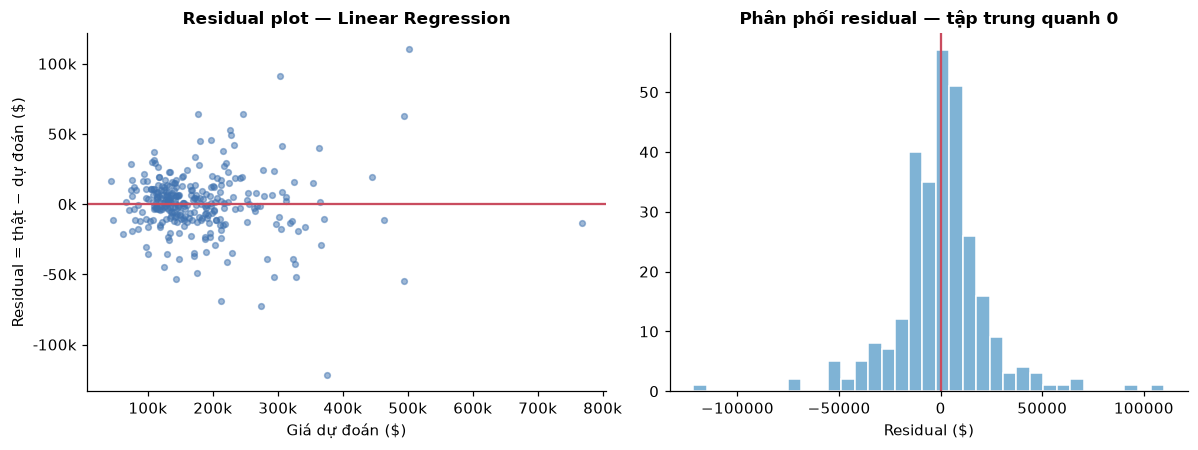 Residual plot — Linear Regression
100k
50k
0k
-50k
-100k
Residual = thật − dự đoán ($)
100k 200k 300k 400k 500k 600k 700k 800k
Giá dự đoán ($)
Phân phối residual — tập trung quanh 0
50
40
30
20
10
0
−100000 −50000 0 50000 100000
Residual ($)